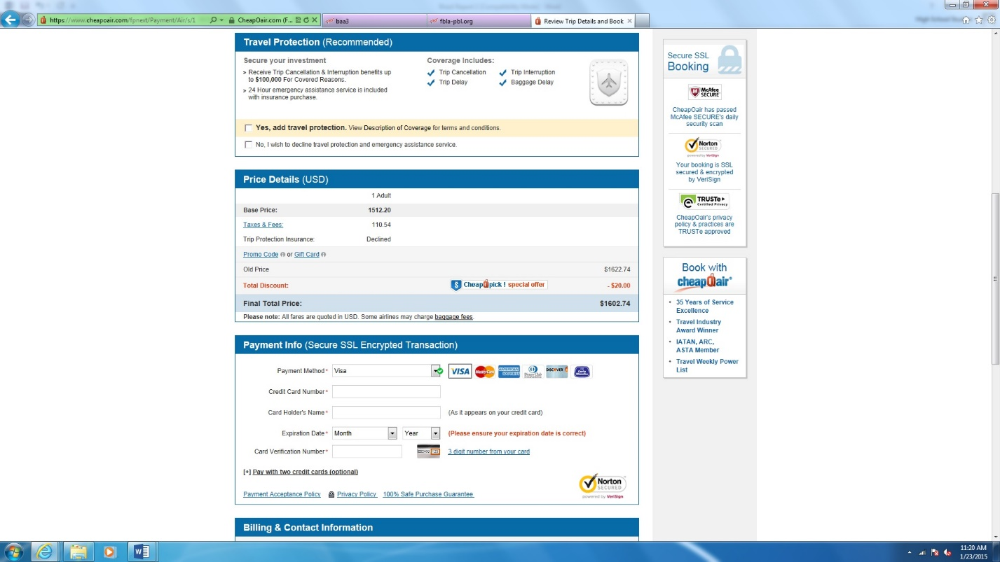 https://www.cheapoair.com/fpnext/Payment/Air/s/1
CheapOair.com (F...
baa3
fbla-pbl.org
Review Trip Details and Book
Travel Protection (Recommended)
Secure your investment
» Receive Trip Cancellation & Interruption benefits up
to $100,000 For Covered Reasons.
» 24 Hour emergency assistance service is included
with insurance purchase.
Coverage Includes:
Trip Cancellation
Trip Interruption
Trip Delay
Baggage Delay
Yes, add travel protection. View Description of Coverage for terms and conditions.
No, I wish to decline travel protection and emergency assistance service.
Price Details (USD)
1 Adult
Base Price: 1512.20
Taxes & Fees: 110.54
Trip Protection Insurance: Declined
Promo Code or Gift Card
Old Price $1622.74
Total Discount: CheapOpick! special offer - $20.00
Final Total Price: $1602.74
Please note: All fares are quoted in USD. Some airlines may charge baggage fees.
Payment Info (Secure SSL Encrypted Transaction)
Payment Method* Visa VISA MasterCard AMERICAN EXPRESS Diners Club DISCOVER Carte Blanche
Credit Card Number*
Card Holder's Name* (As it appears on your credit card)
Expiration Date* Month Year (Please ensure your expiration date is correct)
Card Verification Number* 3 digit number from your card
[+] Pay with two credit cards (optional)
Norton
SECURED
powered by VeriSign
Payment Acceptance Policy Privacy Policy 100% Safe Purchase Guarantee
Billing & Contact Information
Secure SSL
Booking
McAfee
SECURE
CheapOair has passed
McAfee SECURE's daily
security scan
Norton
SECURED
powered by VeriSign
Your booking is SSL
secured & encrypted
by VeriSign
TRUSTe
Certified Privacy
CheapOair's privacy
policy & practices are
TRUSTe approved
Book with
cheapOair
• 35 Years of Service
Excellence
• Travel Industry
Award Winner
• IATAN, ARC,
ASTA Member
• Travel Weekly Power
List
11:20 AM
1/23/2015